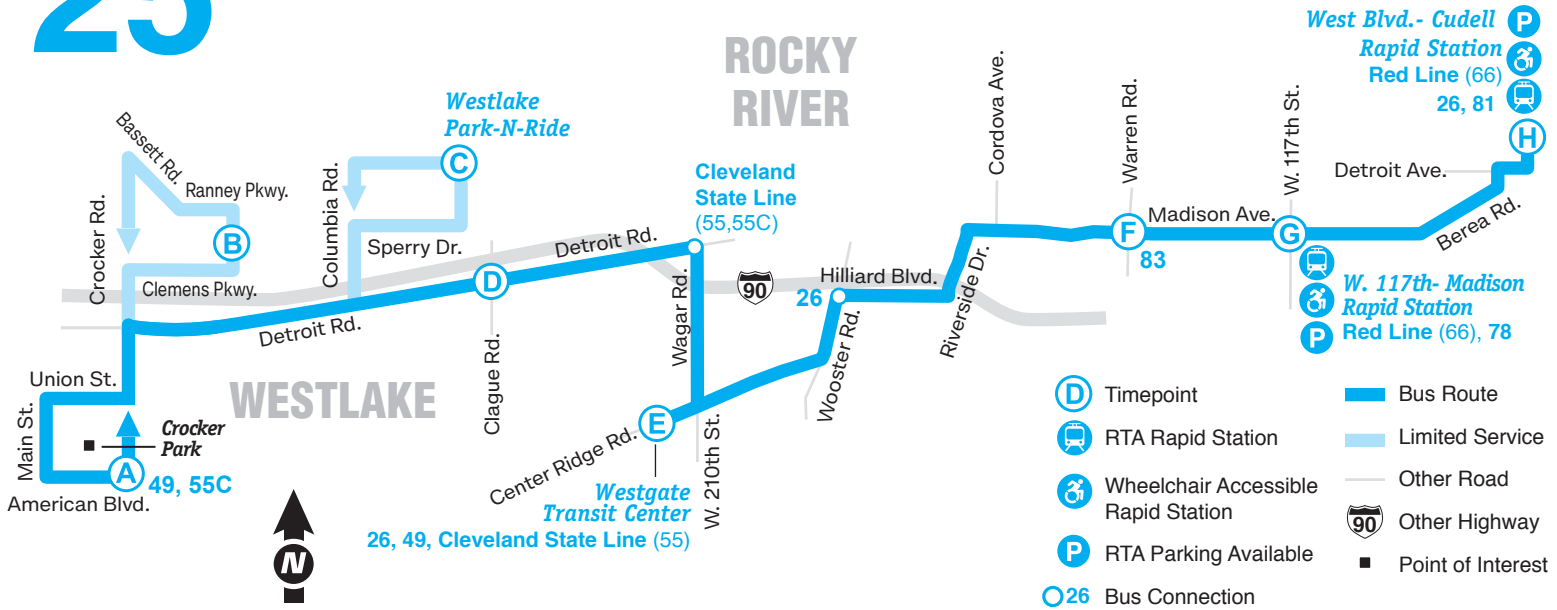 25
ROCKY
RIVER
West Blvd.- Cudell
Rapid Station
Red Line (66)
26, 81
P
H
Detroit Ave.
Berea Rd.
W. 117th St.
Warren Rd.
Cordova Ave.
Madison Ave.
F
83
G
W. 117th- Madison
Rapid Station
Red Line (66), 78
P
Westlake
Park-N-Ride
C
Bassett Rd.
Ranney Pkwy.
Crocker Rd.
B
Clemens Pkwy.
Columbia Rd.
Sperry Dr.
Cleveland
State Line
(55,55C)
Detroit Rd.
D
Detroit Rd.
Clague Rd.
Wagar Rd.
90
26
Hilliard Blvd.
Riverside Dr.
Wooster Rd.
Union St.
Main St.
WESTLAKE
Crocker
Park
A
49, 55C
American Blvd.
E
Center Ridge Rd.
W. 210th St.
Westgate
Transit Center
26, 49, Cleveland State Line (55)
N
D Timepoint
RTA Rapid Station
Wheelchair Accessible
Rapid Station
P RTA Parking Available
26 Bus Connection
Bus Route
Limited Service
Other Road
90 Other Highway
Point of Interest